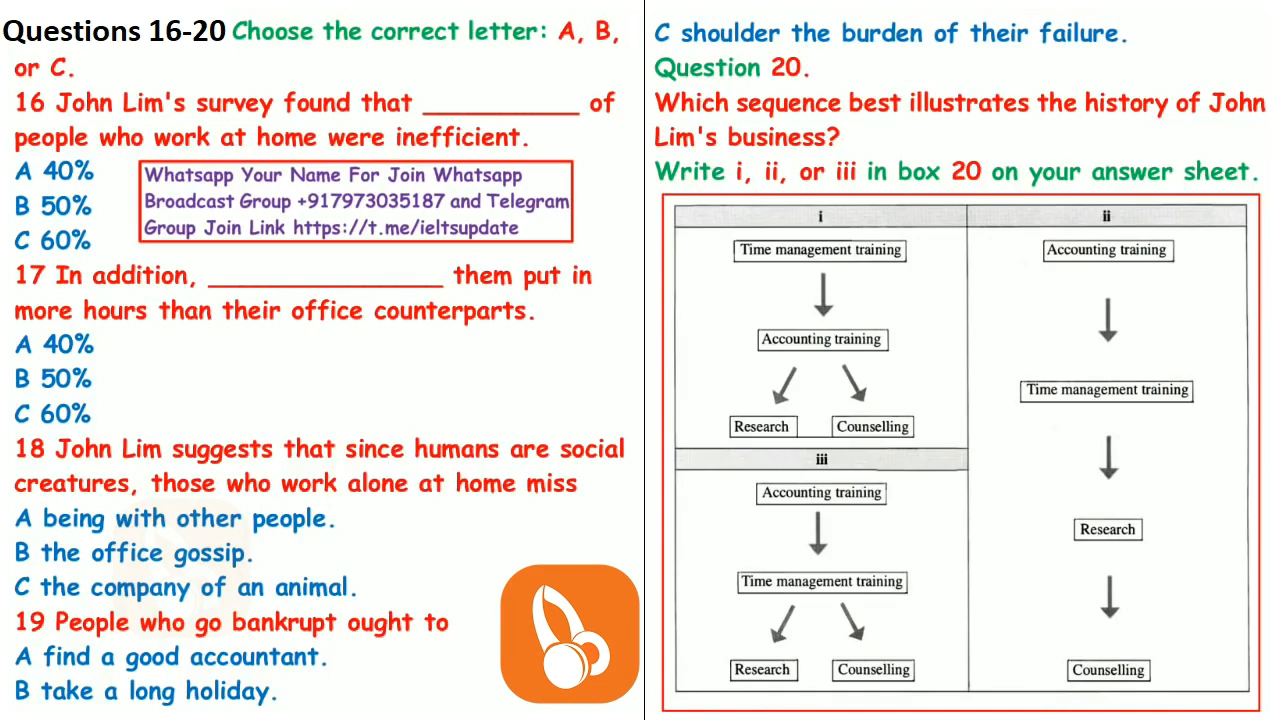 Questions 16-20 Choose the correct letter: A, B,
or C.
16 John Lim's survey found that ___________ of
people who work at home were inefficient.
A 40%
B 50%
C 60%
Whatsapp Your Name For Join Whatsapp
Broadcast Group +917973035187 and Telegram
Group Join Link https://t.me/ieltsupdate
17 In addition, _________________ them put in
more hours than their office counterparts.
A 40%
B 50%
C 60%
18 John Lim suggests that since humans are social
creatures, those who work alone at home miss
A being with other people.
B the office gossip.
C the company of an animal.
19 People who go bankrupt ought to
A find a good accountant.
B take a long holiday.
C shoulder the burden of their failure.
Question 20.
Which sequence best illustrates the history of John
Lim's business?
Write i, ii, or iii in box 20 on your answer sheet.
i
Time management training
Accounting training
Research
Counselling
ii
Accounting training
Time management training
Research
Counselling
iii
Accounting training
Time management training
Research
Counselling